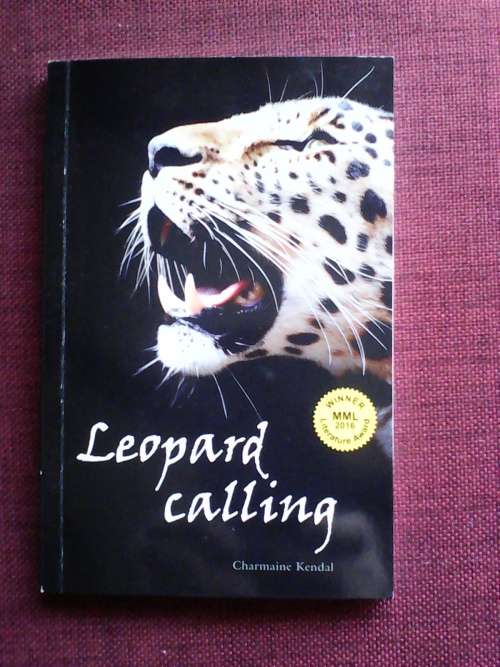 Leopard
calling
WINNER
MML
2016
Literature Award
Charmaine Kendal